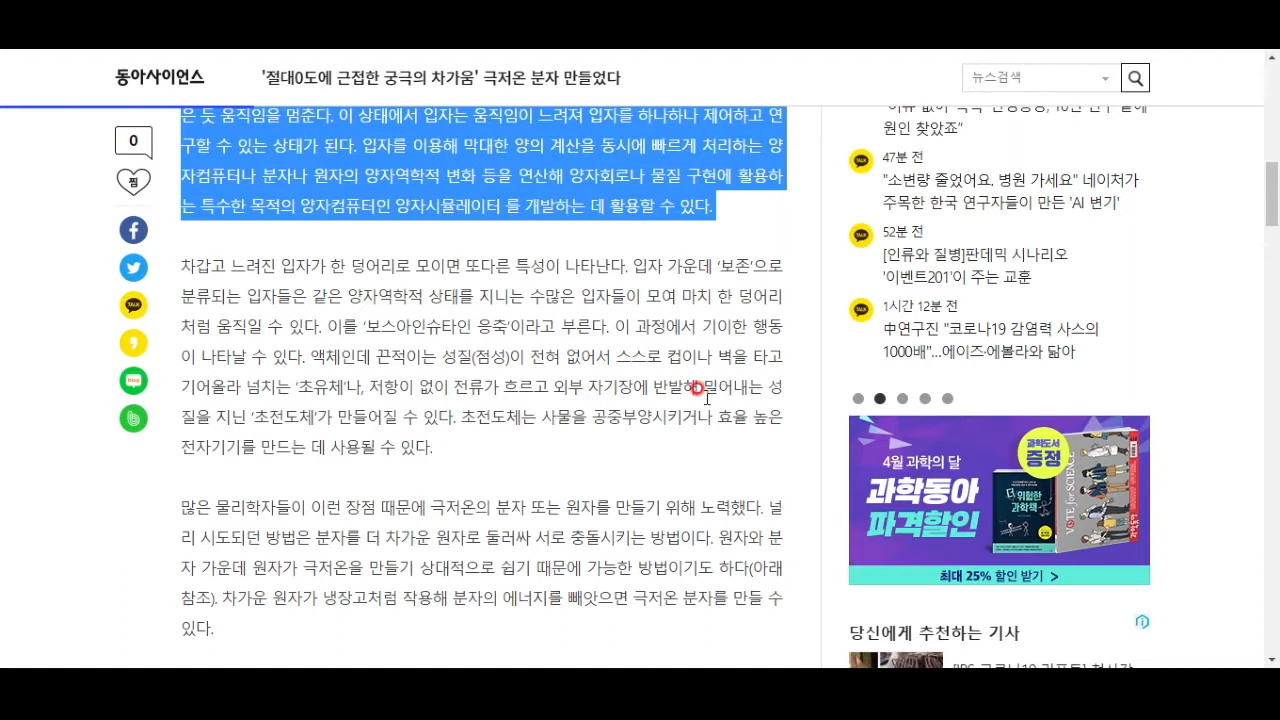 동아사이언스
'절대0도에 근접한 궁극의 차가움' 극저온 분자 만들었다
뉴스검색
0
찜
TALK
blog
은 듯 움직임을 멈춘다. 이 상태에서 입자는 움직임이 느려져 입자를 하나하나 제어하고 연
구할 수 있는 상태가 된다. 입자를 이용해 막대한 양의 계산을 동시에 빠르게 처리하는 양
자컴퓨터나 분자나 원자의 양자역학적 변화 등을 연산해 양자회로나 물질 구현에 활용하
는 특수한 목적의 양자컴퓨터인 양자시뮬레이터 를 개발하는 데 활용할 수 있다.
차갑고 느려진 입자가 한 덩어리로 모이면 또다른 특성이 나타난다. 입자 가운데 '보존'으로
분류되는 입자들은 같은 양자역학적 상태를 지니는 수많은 입자들이 모여 마치 한 덩어리
처럼 움직일 수 있다. 이를 '보스아인슈타인 응축'이라고 부른다. 이 과정에서 기이한 행동
이 나타날 수 있다. 액체인데 끈적이는 성질(점성)이 전혀 없어서 스스로 컵이나 벽을 타고
기어올라 넘치는 '초유체'나, 저항이 없이 전류가 흐르고 외부 자기장에 반발해 밀어내는 성
질을 지닌 '초전도체'가 만들어질 수 있다. 초전도체는 사물을 공중부양시키거나 효율 높은
전자기기를 만드는 데 사용될 수 있다.
많은 물리학자들이 이런 장점 때문에 극저온의 분자 또는 원자를 만들기 위해 노력했다. 널
리 시도되던 방법은 분자를 더 차가운 원자로 둘러싸 서로 충돌시키는 방법이다. 원자와 분
자 가운데 원자가 극저온을 만들기 상대적으로 쉽기 때문에 가능한 방법이기도 하다(아래
참조). 차가운 원자가 냉장고처럼 작용해 분자의 에너지를 빼앗으면 극저온 분자를 만들 수
있다.
원인 찾았죠"
TALK
47분 전
"소변량 줄었어요, 병원 가세요" 네이처가
주목한 한국 연구자들이 만든 'AI 변기'
TALK
52분 전
[인류와 질병]판데믹 시나리오
'이벤트201'이 주는 교훈
TALK
1시간 12분 전
中연구진 "코로나19 감염력 사스의
1000배"...에이즈·에볼라와 닮아
4월 과학의 달
과학동아
파격할인
과학도서
증정
위험한
과학책
VOTE for SCIENCE
최대 25% 할인 받기 >
당신에게 추천하는 기사